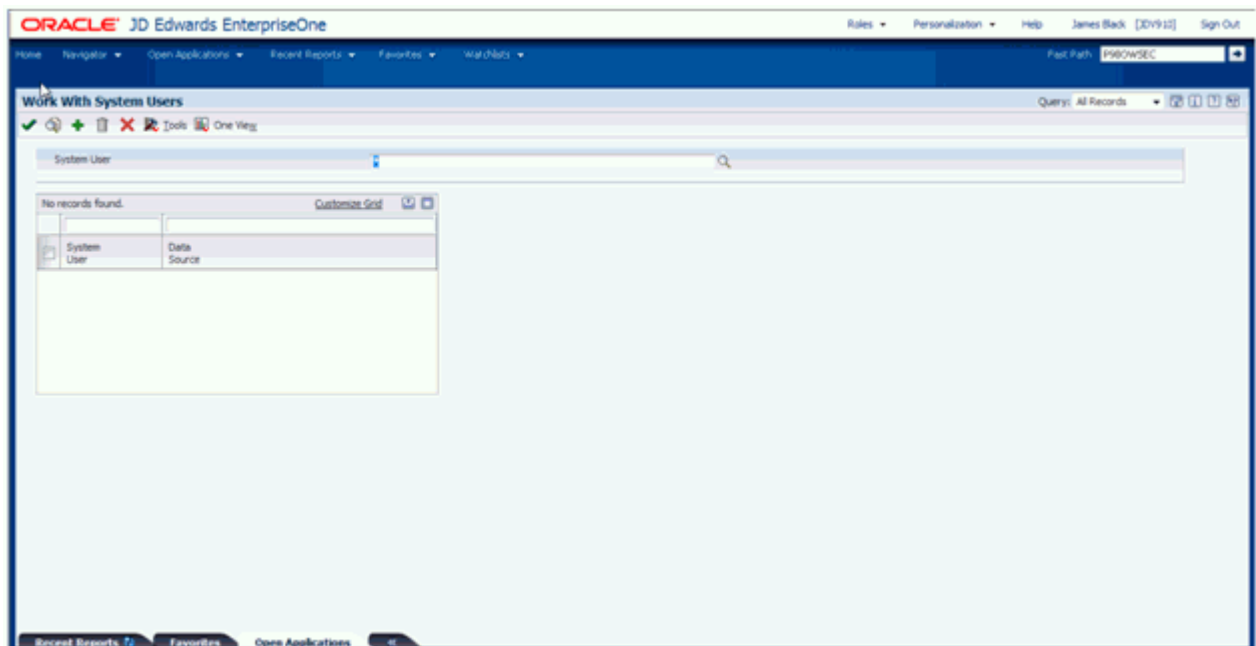 ORACLE JD Edwards EnterpriseOne Roles Personalization Help James Black [JDV910] Sign Out
Home Navigator Open Applications Recent Reports Favorites Watchlists Fast Path P98OWSEC
Work With System Users Query: All Records
Tools One View
System User *
No records found. Customize Grid
System User Data Source
Recent Reports Favorites Open Applications <<